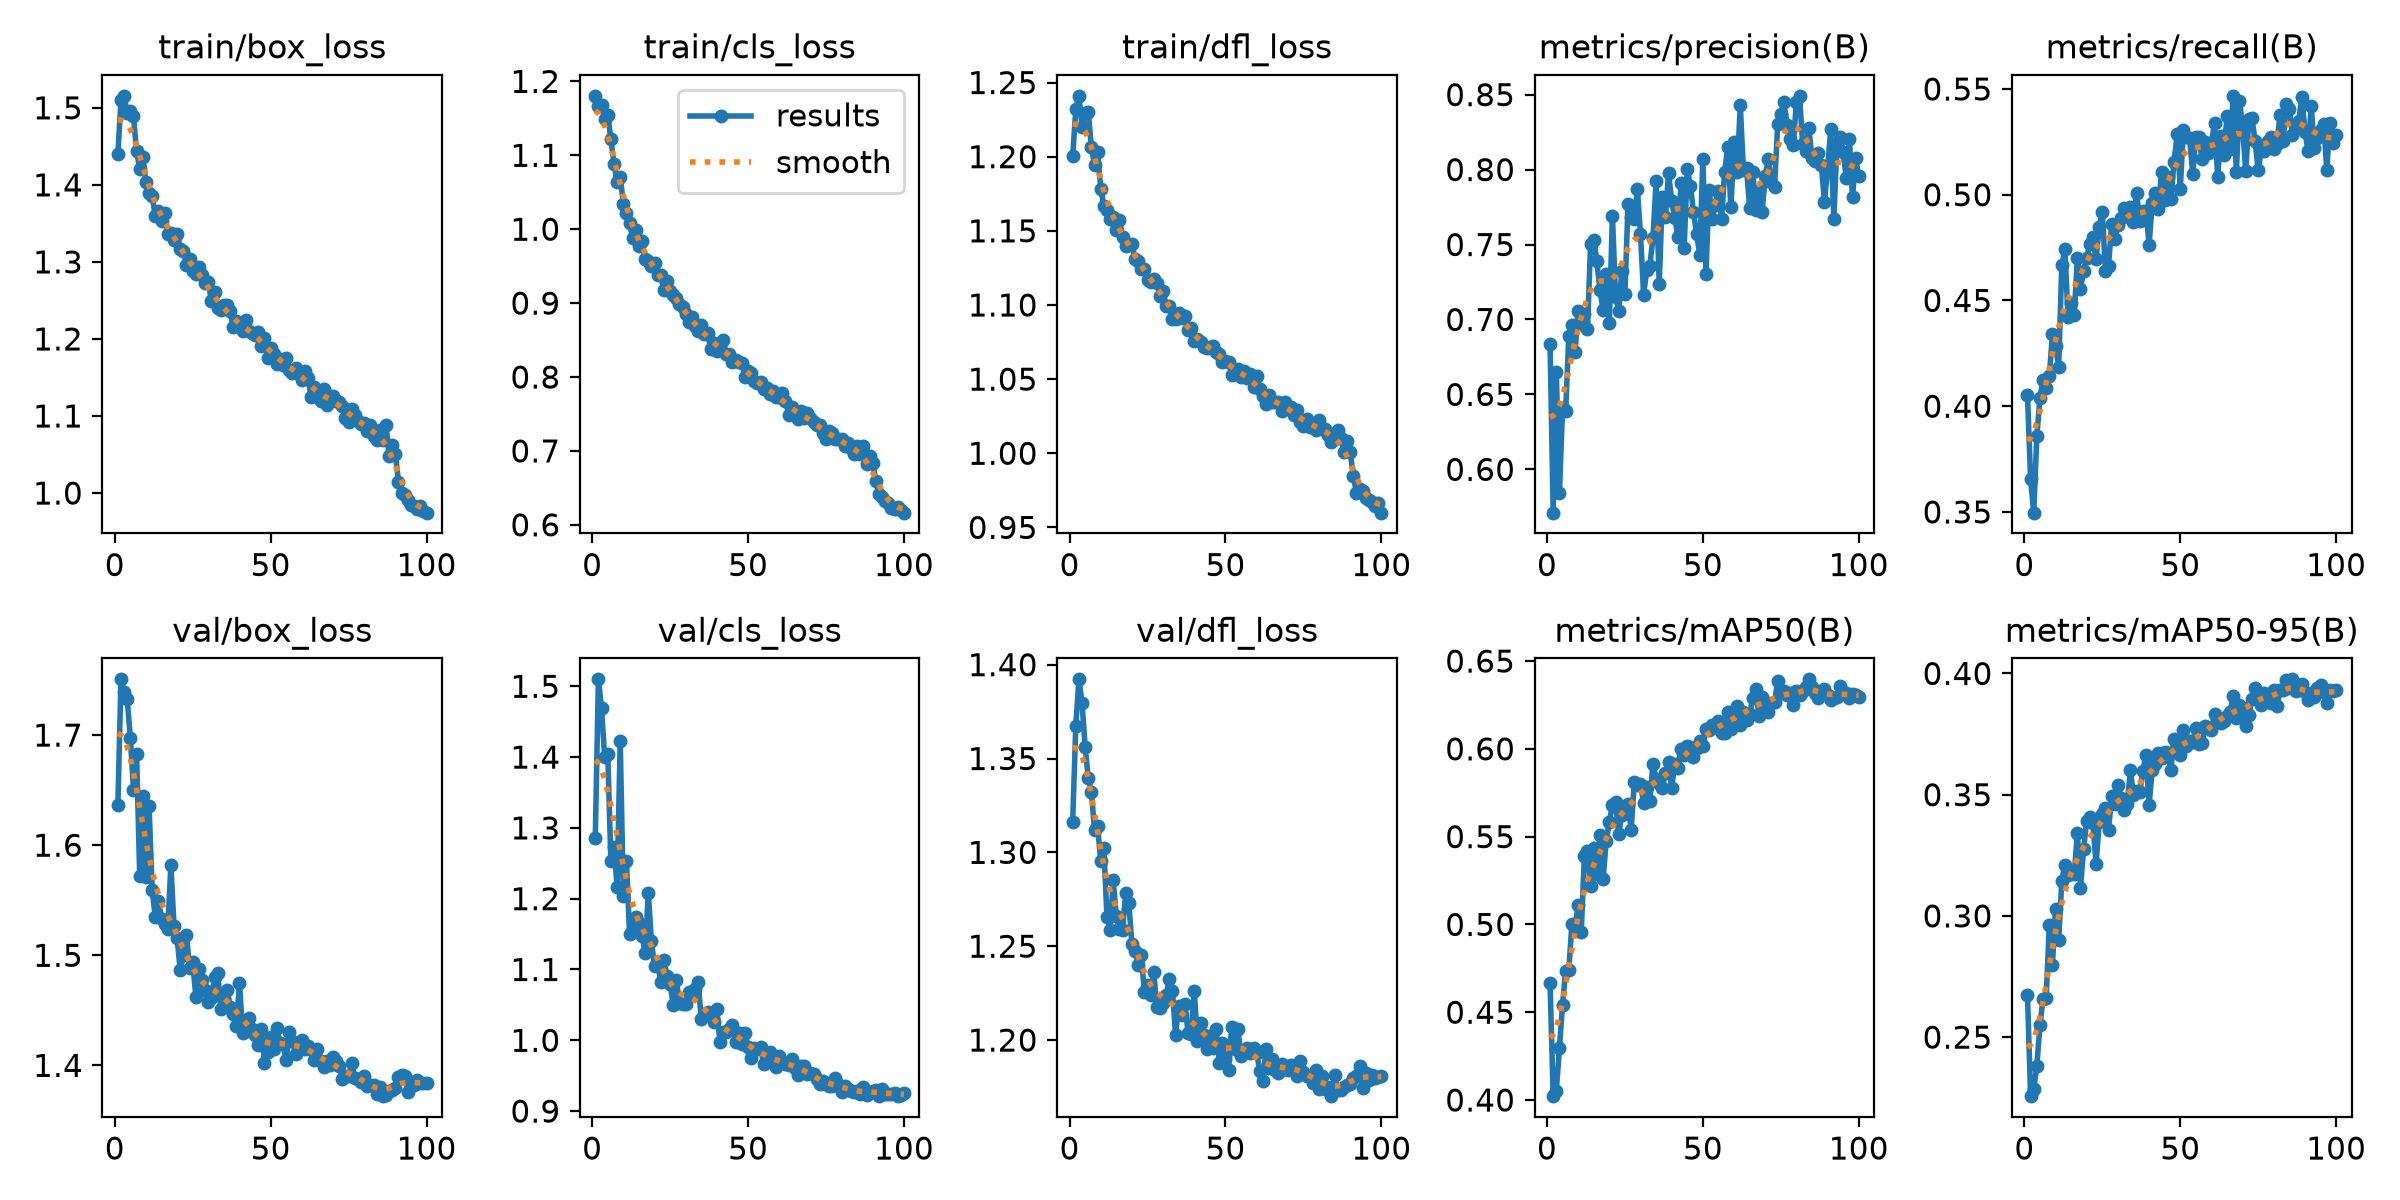 train/box_loss
1.5
1.4
1.3
1.2
1.1
1.0
0 50 100
train/cls_loss
results
smooth
1.2
1.1
1.0
0.9
0.8
0.7
0.6
0 50 100
train/dfl_loss
1.25
1.20
1.15
1.10
1.05
1.00
0.95
0 50 100
metrics/precision(B)
0.85
0.80
0.75
0.70
0.65
0.60
0 50 100
metrics/recall(B)
0.55
0.50
0.45
0.40
0.35
0 50 100
val/box_loss
1.7
1.6
1.5
1.4
0 50 100
val/cls_loss
1.5
1.4
1.3
1.2
1.1
1.0
0.9
0 50 100
val/dfl_loss
1.40
1.35
1.30
1.25
1.20
0 50 100
metrics/mAP50(B)
0.65
0.60
0.55
0.50
0.45
0.40
0 50 100
metrics/mAP50-95(B)
0.40
0.35
0.30
0.25
0 50 100